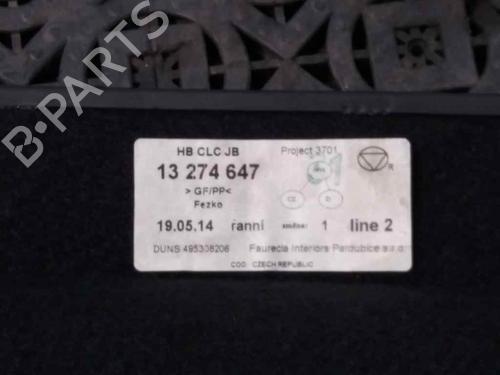 HB CLC JB
Project 3701
13 274 647
> GF/PP<
Fezko
19.05.14 ranní směna: 1 line 2
DUNS 495308206 Faurecia Interiors Pardubice s.r.o.
COO : CZECH REPUBLIC
R
B-PARTS